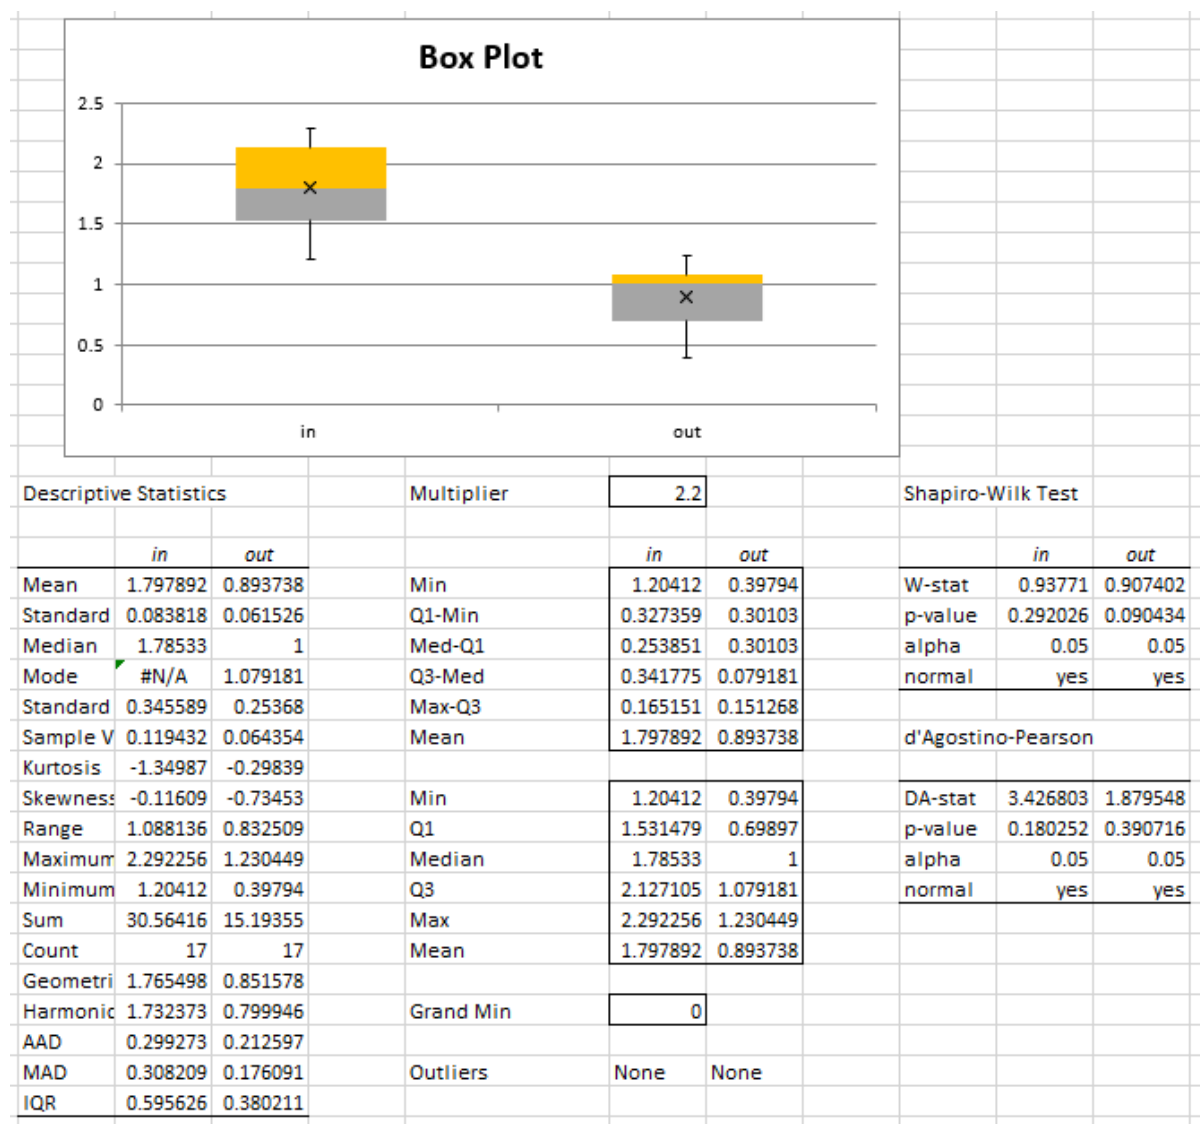 Box Plot
2.5
2
1.5
1
0.5
0
in out
Descriptive Statistics Multiplier 2.2 Shapiro-Wilk Test
in out in out in out
Mean 1.797892 0.893738 Min 1.20412 0.39794 W-stat 0.93771 0.907402
Standard 0.083818 0.061526 Q1-Min 0.327359 0.30103 p-value 0.292026 0.090434
Median 1.78533 1 Med-Q1 0.253851 0.30103 alpha 0.05 0.05
Mode #N/A 1.079181 Q3-Med 0.341775 0.079181 normal yes yes
Standard 0.345589 0.25368 Max-Q3 0.165151 0.151268
Sample V 0.119432 0.064354 Mean 1.797892 0.893738 d'Agostino-Pearson
Kurtosis -1.34987 -0.29839
Skewness -0.11609 -0.73453 Min 1.20412 0.39794 DA-stat 3.426803 1.879548
Range 1.088136 0.832509 Q1 1.531479 0.69897 p-value 0.180252 0.390716
Maximum 2.292256 1.230449 Median 1.78533 1 alpha 0.05 0.05
Minimum 1.20412 0.39794 Q3 2.127105 1.079181 normal yes yes
Sum 30.56416 15.19355 Max 2.292256 1.230449
Count 17 17 Mean 1.797892 0.893738
Geometri 1.765498 0.851578
Harmonic 1.732373 0.799946 Grand Min 0
AAD 0.299273 0.212597
MAD 0.308209 0.176091 Outliers None None
IQR 0.595626 0.380211